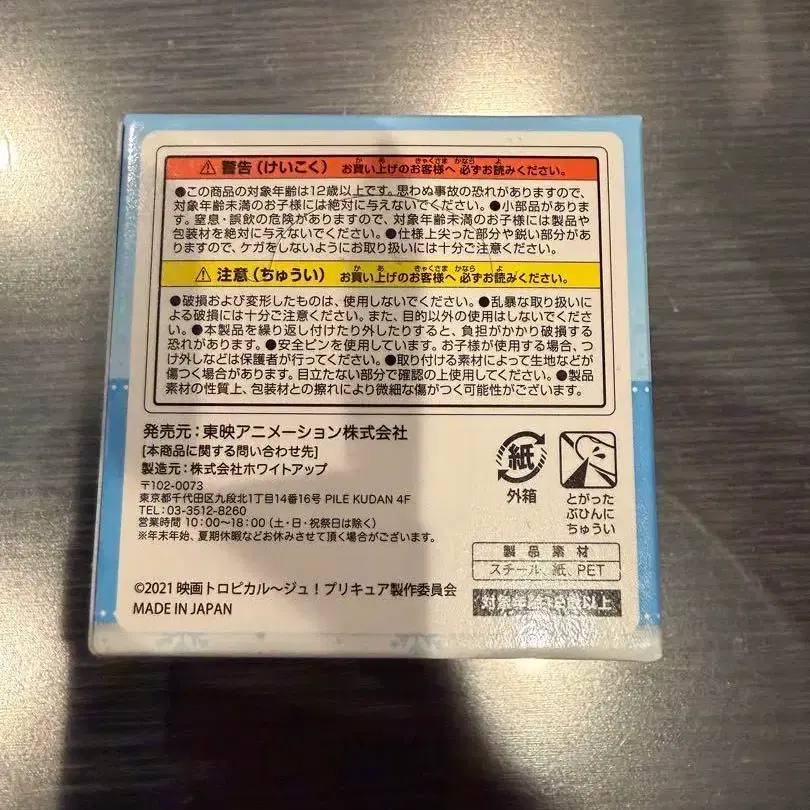 ⚠ 警告(けいこく) お買い上げのお客様へ 必ずお読みください。
か あ きゃくさま かなら よ
●この商品の対象年齢は12歳以上です。思わぬ事故の恐れがありますので、
対象年齢未満のお子様には絶対に与えないでください。●小部品がありま
す。窒息・誤飲の危険がありますので、対象年齢未満のお子様には製品や
包装材を絶対に与えないでください。●仕様上尖った部分や鋭い部分があ
りますので、ケガをしないようにお取り扱いには十分ご注意ください。
⚠ 注意(ちゅうい) お買い上げのお客様へ 必ずお読みください。
か あ きゃくさま かなら よ
●破損および変形したものは、使用しないでください。●乱暴な取り扱いに
よる破損には十分ご注意ください。また、目的以外の使用はしないでくださ
い。●本製品を繰り返し付けたり外したりすると、負担がかかり破損する
恐れがあります。●安全ピンを使用しています。お子様が使用する場合、つ
け外しなどは保護者が行ってください。●取り付ける素材によって生地などが
傷つく場合があります。目立たない部分で確認の上使用してください。●製品
素材の性質上、包装材との擦れにより微細な傷がつく可能性がございます。
発売元:東映アニメーション株式会社
[本商品に関する問い合わせ先]
製造元:株式会社ホワイトアップ
〒102-0073
東京都千代田区九段北1丁目14番16号 PILE KUDAN 4F
TEL:03-3512-8260
営業時間 10:00〜18:00(土・日・祝祭日は除く)
※年末年始、夏期休暇などお休みさせて頂く場合がございます。
紙
外箱
とがった
ぶひんに
ちゅうい
製品素材
スチール、紙、PET
©2021 映画トロピカル〜ジュ!プリキュア製作委員会
MADE IN JAPAN
対象年齢 以上